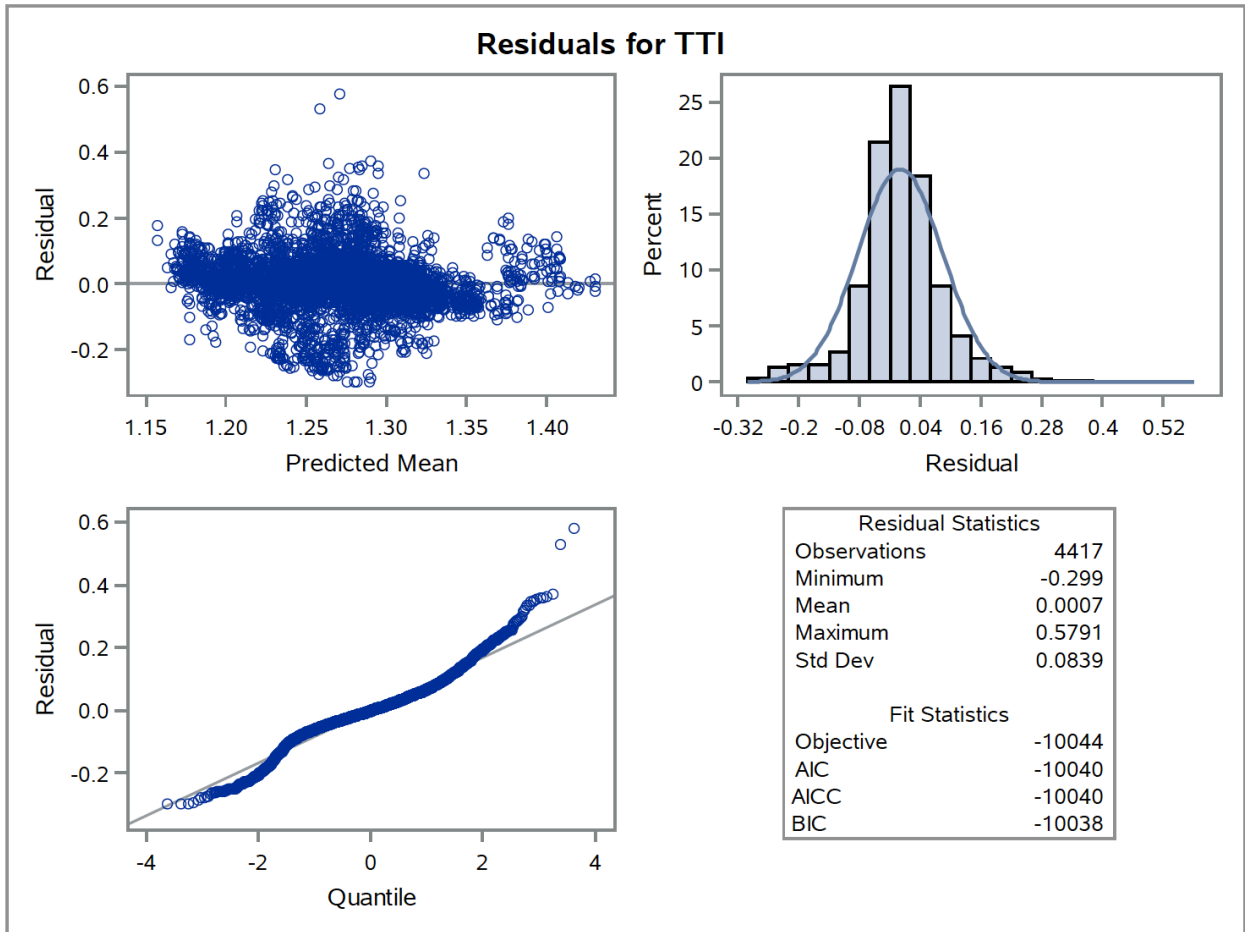 Residuals for TTI
0.6
0.4
0.2
0.0
-0.2
Residual
1.15 1.20 1.25 1.30 1.35 1.40
Predicted Mean
25
20
15
10
5
0
Percent
-0.32 -0.2 -0.08 0.04 0.16 0.28 0.4 0.52
Residual
0.6
0.4
0.2
0.0
-0.2
Residual
-4 -2 0 2 4
Quantile
Residual Statistics
Observations 4417
Minimum -0.299
Mean 0.0007
Maximum 0.5791
Std Dev 0.0839
Fit Statistics
Objective -10044
AIC -10040
AICC -10040
BIC -10038